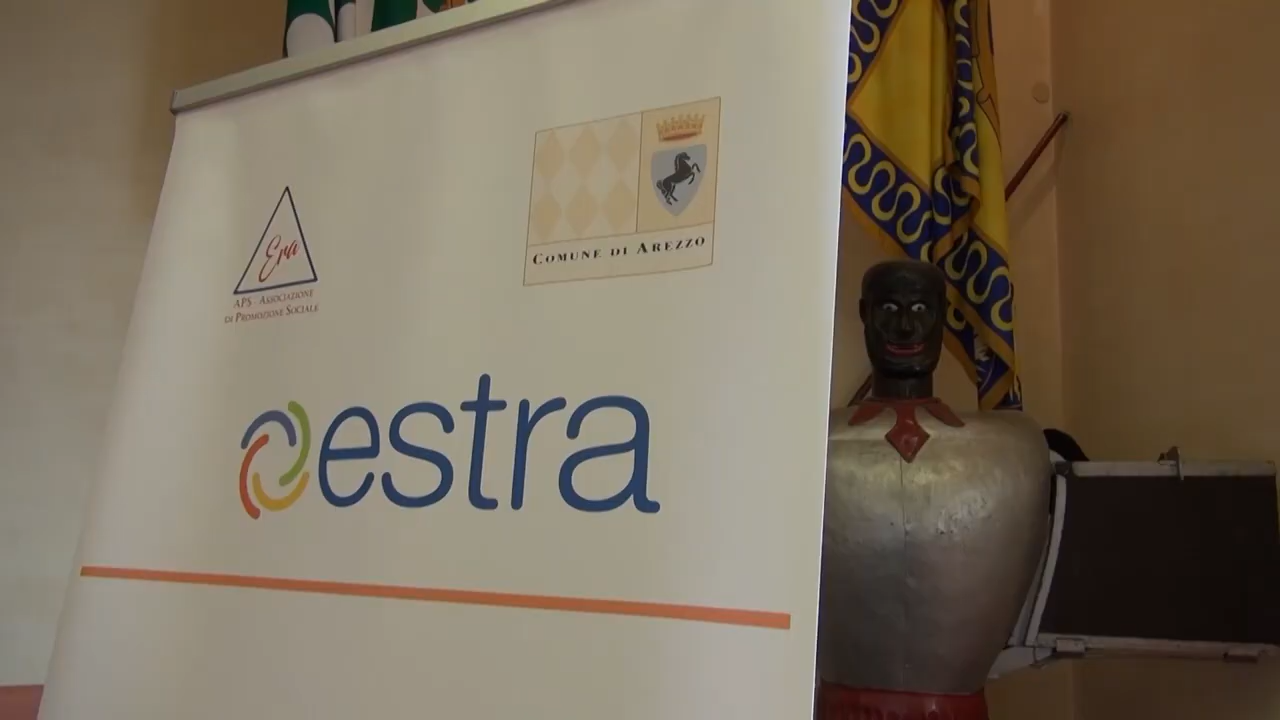 Era
APS - Associazione
di Promozione Sociale
Comune di Arezzo
estra